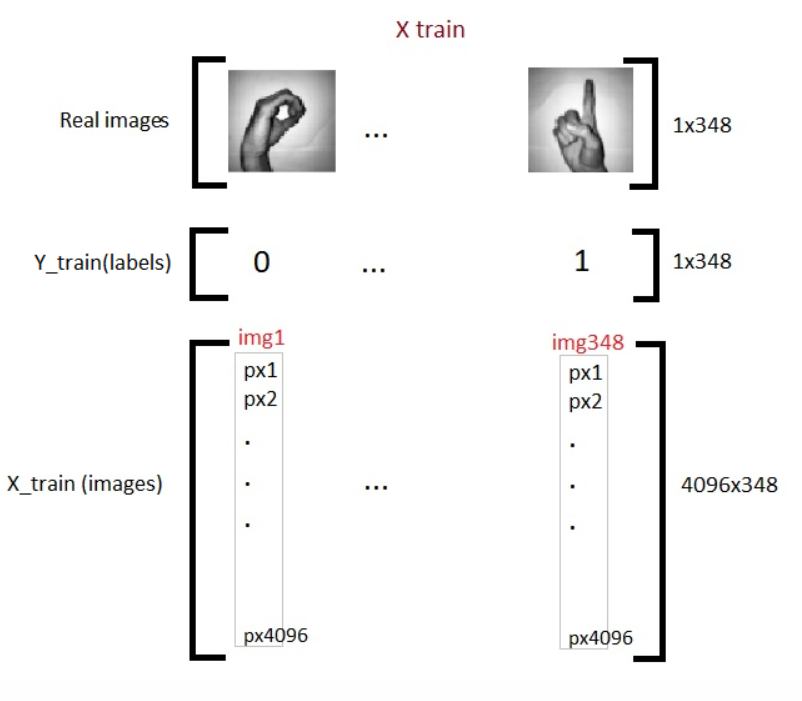 X train
Real images ... 1x348
Y_train(labels) 0 ... 1 1x348
img1 img348
px1 px1
px2 px2
. .
X_train (images) . ... . 4096x348
. .
px4096 px4096